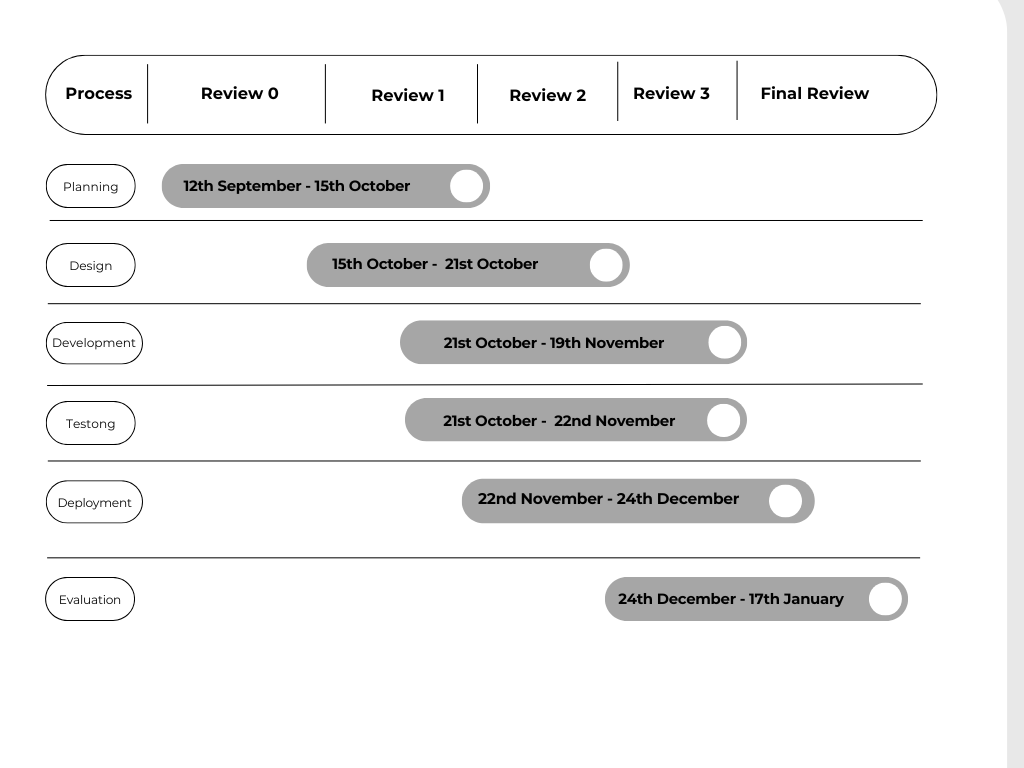 Process Review 0 Review 1 Review 2 Review 3 Final Review
Planning 12th September - 15th October
Design 15th October - 21st October
Development 21st October - 19th November
Testong 21st October - 22nd November
Deployment 22nd November - 24th December
Evaluation 24th December - 17th January